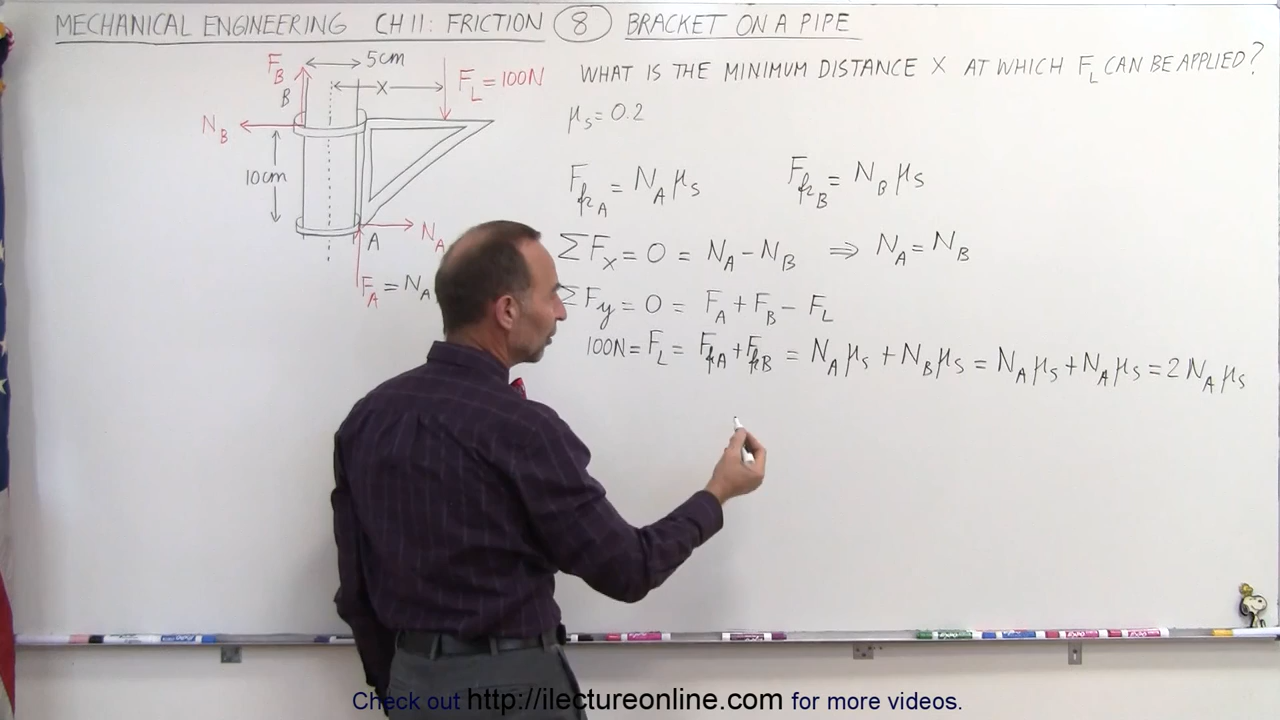 MECHANICAL ENGINEERING CH 11: FRICTION 8 BRACKET ON A PIPE
WHAT IS THE MINIMUM DISTANCE X AT WHICH F_L CAN BE APPLIED?
μ_S = 0.2
F_B
B
5cm
X
F_L = 100N
N_B
10cm
N_A
A
F_A = N_A
F_fr_A = N_A μ_S
F_fr_B = N_B μ_S
ΣF_x = 0 = N_A - N_B ⇒ N_A = N_B
ΣF_y = 0 = F_A + F_B - F_L
100N = F_L = F_frA + F_frB = N_A μ_S + N_B μ_S = N_A μ_S + N_A μ_S = 2 N_A μ_S
Check out http://ilectureonline.com for more videos.